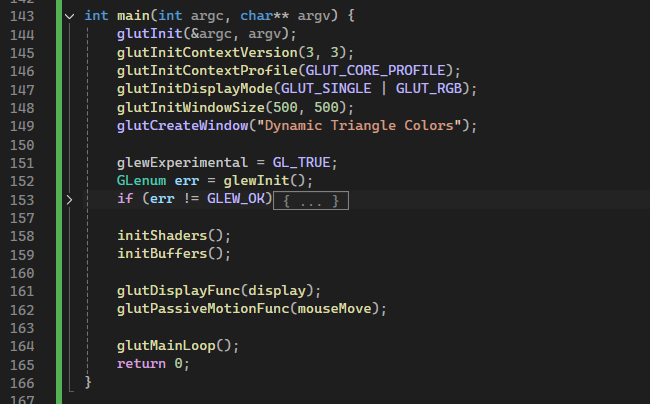 143 int main(int argc, char** argv) {
144 glutInit(&argc, argv);
145 glutInitContextVersion(3, 3);
146 glutInitContextProfile(GLUT_CORE_PROFILE);
147 glutInitDisplayMode(GLUT_SINGLE | GLUT_RGB);
148 glutInitWindowSize(500, 500);
149 glutCreateWindow("Dynamic Triangle Colors");
150
151 glewExperimental = GL_TRUE;
152 GLenum err = glewInit();
153 if (err != GLEW_OK) { ... }
157
158 initShaders();
159 initBuffers();
160
161 glutDisplayFunc(display);
162 glutPassiveMotionFunc(mouseMove);
163
164 glutMainLoop();
165 return 0;
166 }
167